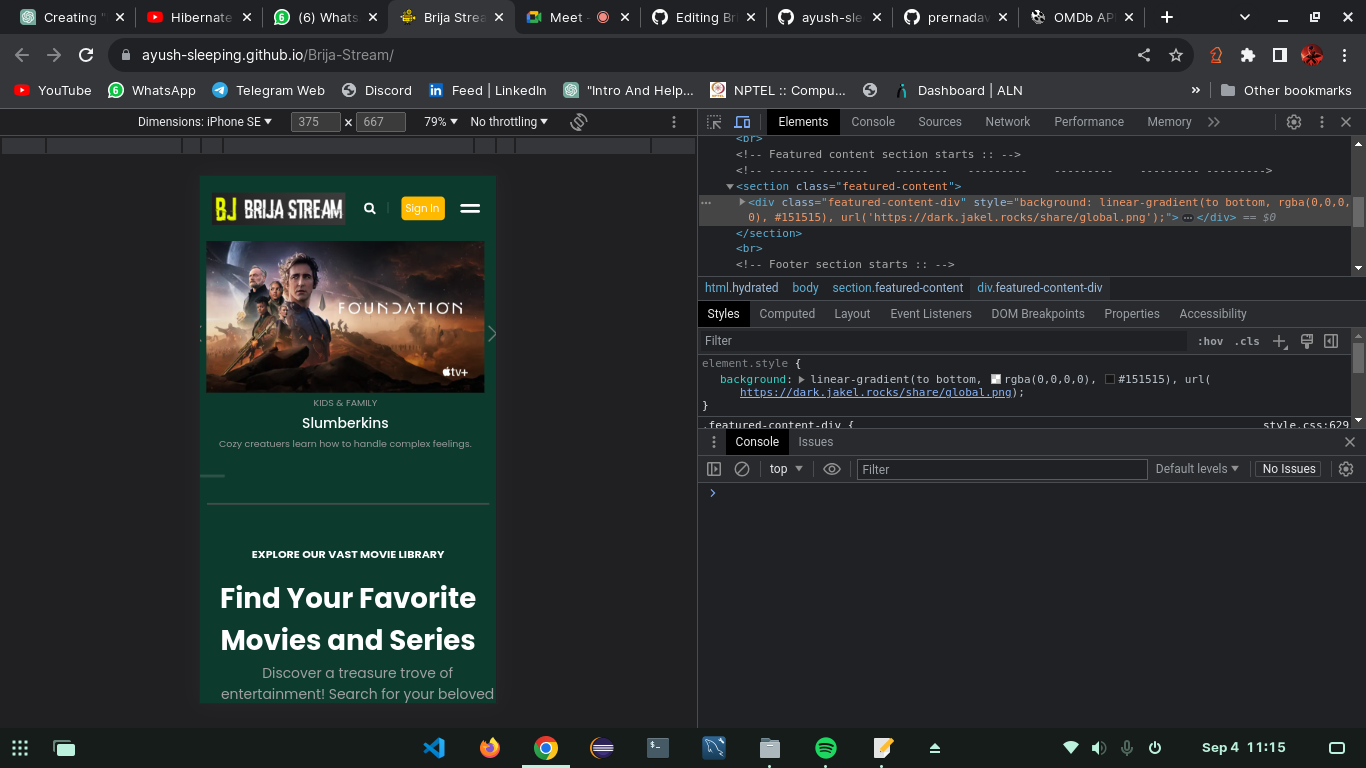 Creating "
Hibernate
(6) Whats
Brija Strea
Meet -
Editing Br
ayush-sle
prernadav
OMDb AP
ayush-sleeping.github.io/Brija-Stream/
YouTube
WhatsApp
Telegram Web
Discord
Feed | LinkedIn
"Intro And Help...
NPTEL :: Compu...
Dashboard | ALN
»
Other bookmarks
Dimensions: iPhone SE
375
×
667
79%
No throttling
BJ BRIJA STREAM
Sign In
FOUNDATION
tv+
KIDS & FAMILY
Slumberkins
Cozy creatuers learn how to handle complex feelings.
EXPLORE OUR VAST MOVIE LIBRARY
Find Your Favorite
Movies and Series
Discover a treasure trove of
entertainment! Search for your beloved
Elements
Console
Sources
Network
Performance
Memory
<br>
<!-- Featured content section starts :: -->
<!-- ------- ------- -------- --------- --------- --------- --------->
<section class="featured-content">
<div class="featured-content-div" style="background: linear-gradient(to bottom, rgba(0,0,0,
0), #151515), url('https://dark.jakel.rocks/share/global.png');"> ⋯ </div> == $0
</section>
<br>
<!-- Footer section starts :: -->
html.hydrated
body
section.featured-content
div.featured-content-div
Styles
Computed
Layout
Event Listeners
DOM Breakpoints
Properties
Accessibility
Filter
:hov
.cls
element.style {
background: linear-gradient(to bottom, rgba(0,0,0,0), #151515), url(
https://dark.jakel.rocks/share/global.png);
}
.featured-content-div {
style.css:629
Console
Issues
top
Filter
Default levels
No Issues
Sep 4 11:15